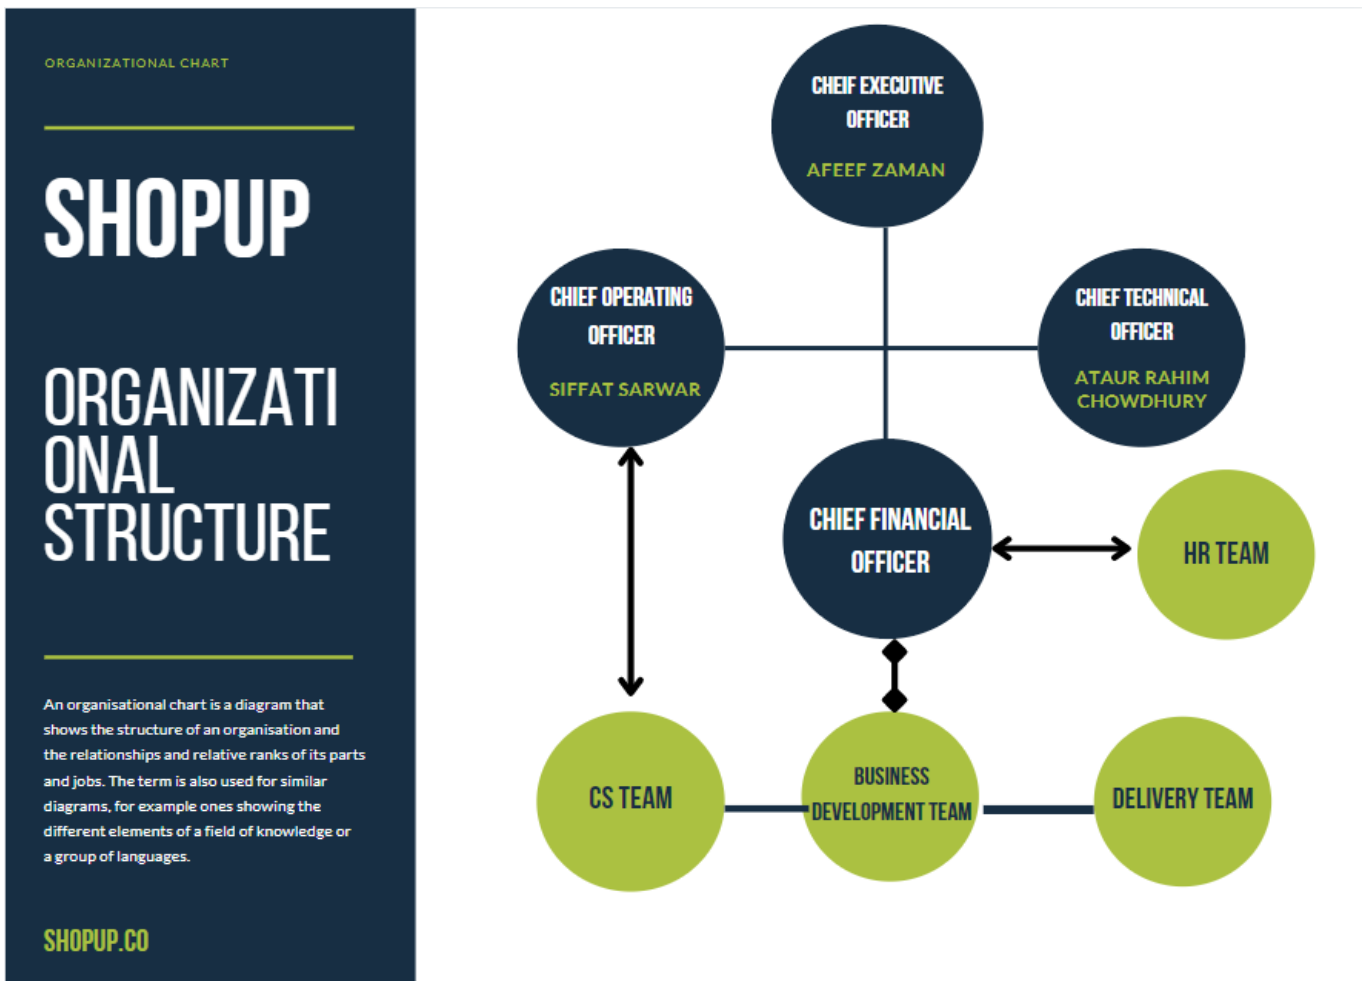 ORGANIZATIONAL CHART
SHOPUP
ORGANIZATI
ONAL
STRUCTURE
An organisational chart is a diagram that
shows the structure of an organisation and
the relationships and relative ranks of its parts
and jobs. The term is also used for similar
diagrams, for example ones showing the
different elements of a field of knowledge or
a group of languages.
SHOPUP.CO
CHEIF EXECUTIVE
OFFICER
AFEEF ZAMAN
CHIEF OPERATING
OFFICER
SIFFAT SARWAR
CHIEF TECHNICAL
OFFICER
ATAUR RAHIM
CHOWDHURY
CHIEF FINANCIAL
OFFICER
HR TEAM
CS TEAM
BUSINESS
DEVELOPMENT TEAM
DELIVERY TEAM